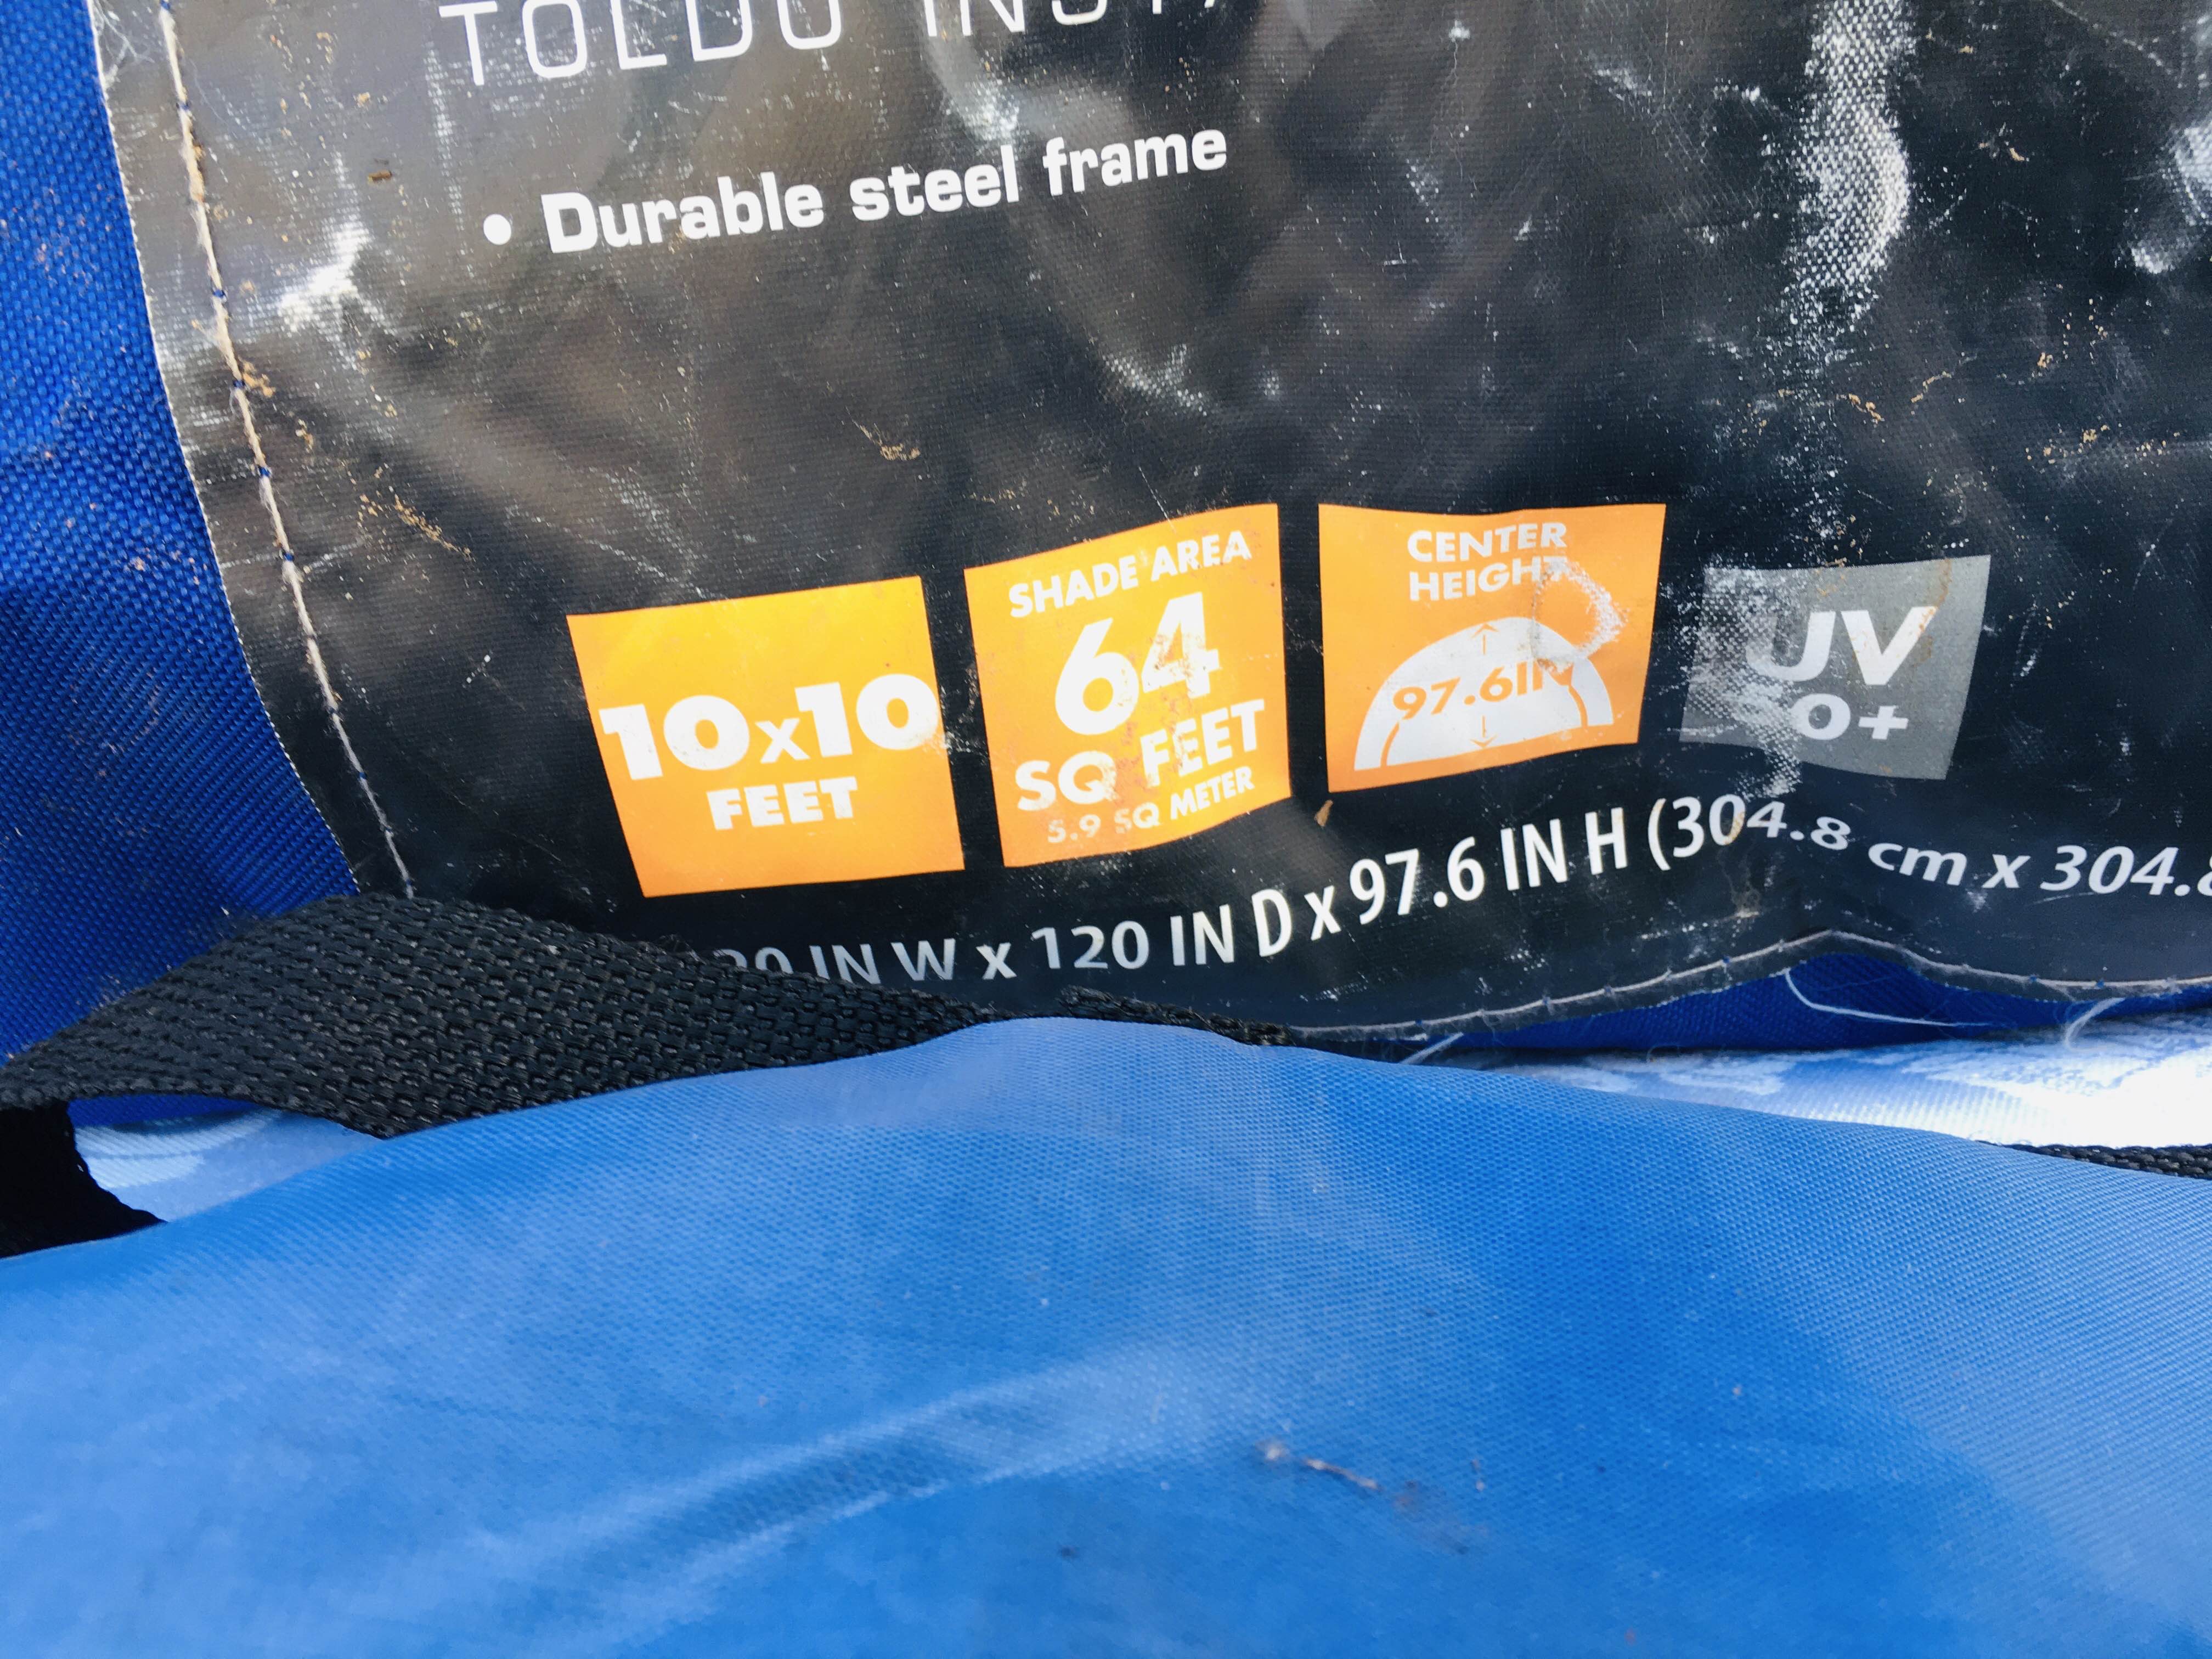 TOLDO
• Durable steel frame
10x10
FEET
SHADE AREA
64
SQ FEET
5.9 SQ METER
CENTER
HEIGHT
97.6IN
UV
IN W x 120 IN D x 97.6 IN H (304.8 cm x